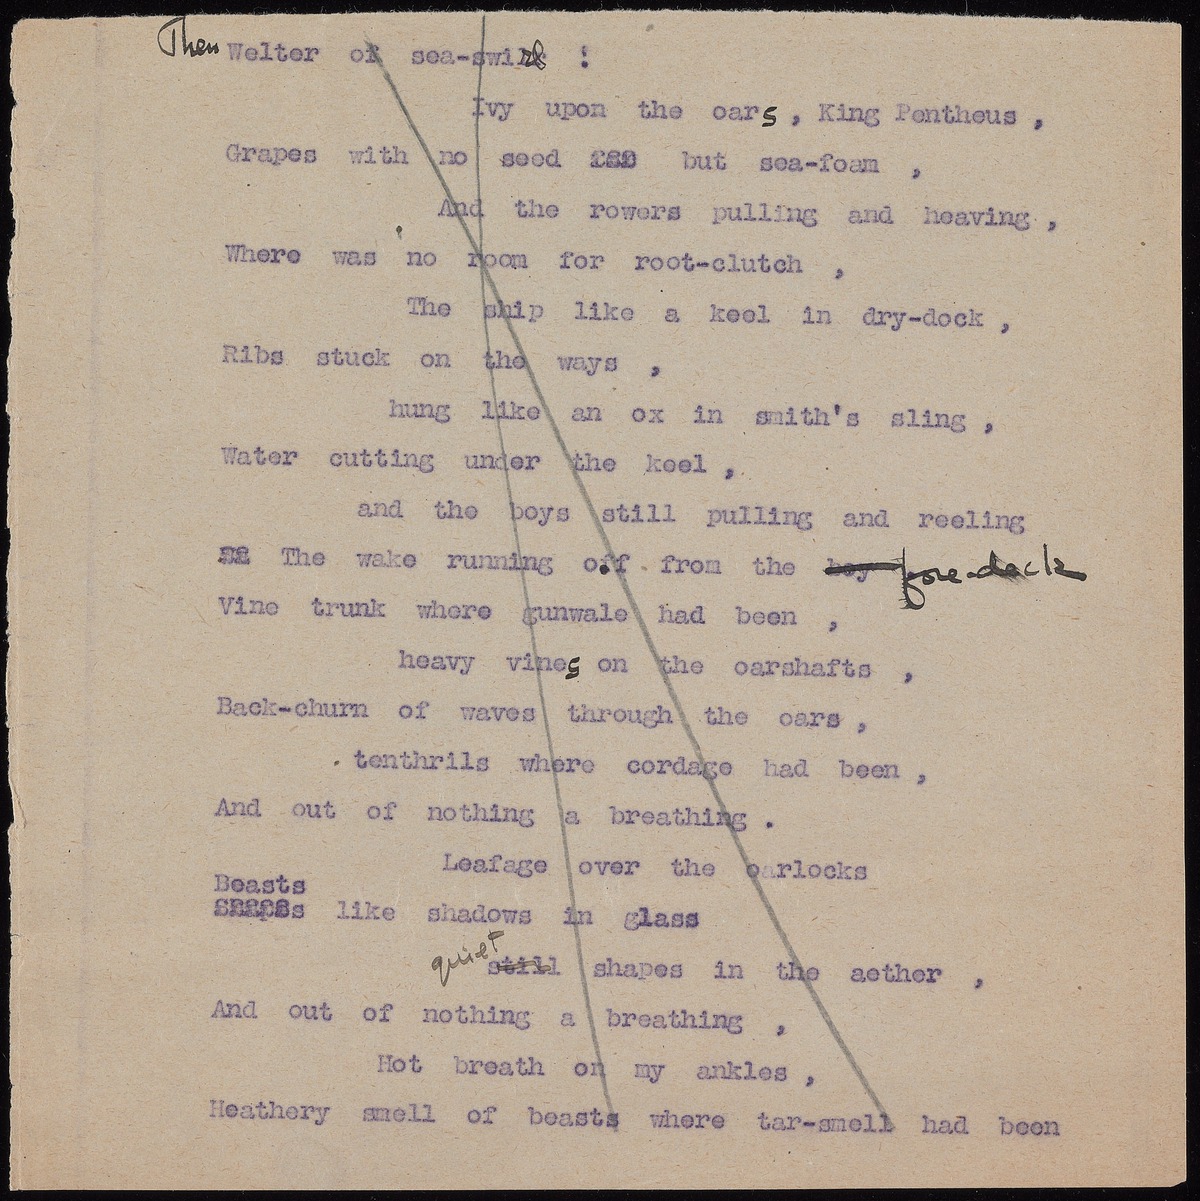 Then Welter of sea-swirl :
Ivy upon the oars , King Pentheus ,
Grapes with no seed but sea-foam ,
And the rowers pulling and heaving ,
Where was no room for root-clutch ,
The ship like a keel in dry-dock ,
Ribs stuck on the ways ,
hung like an ox in smith's sling ,
Water cutting under the keel ,
and the boys still pulling and reeling
The wake running off from the boy fore-deck
Vine trunk where gunwale had been ,
heavy vines on the oarshafts ,
Back-churn of waves through the oars ,
tenthrils where cordage had been ,
And out of nothing a breathing .
Leafage over the oarlocks
Beasts
Shapes like shadows in glass
quiet
still shapes in the aether ,
And out of nothing a breathing ,
Hot breath on my ankles ,
Heathery smell of beasts where tar-smell had been